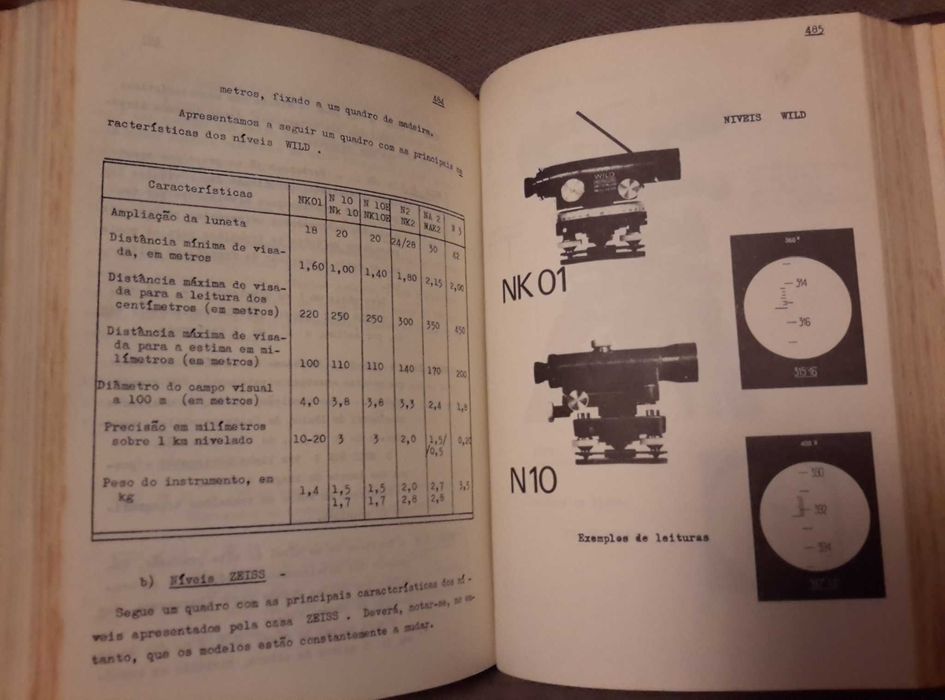 484
metros, fixado a um quadro de madeira.
Apresentamos a seguir um quadro com as principais ca
racterísticas dos níveis WILD .
Características NKO1 N 10 Nk 10 N 10E NK10E N2 NK2 NA 2 NAK2 N 3
Ampliação da luneta 18 20 20 24/28 30 42
Distância mínima de visa-
da, em metros 1,60 1,00 1,40 1,80 2,15 2,00
Distância máxima de visa-
da para a leitura dos
centímetros (em metros) 220 250 250 300 350 450
Distância máxima de visa-
da para a estima em mi-
límetros (em metros) 100 110 110 140 170 200
Diâmetro do campo visual
a 100 m (em metros) 4,0 3,8 3,8 3,3 2,4 1,8
Precisão em milímetros
sobre 1 km nivelado 10-20 3 3 2,0 1,5/ 0,20
/0,5
Peso do instrumento, em 1,5 1,5 2,0 2,7 3,5
kg 1,4 1,7 1,7 2,8 2,8
b) Níveis ZEISS -
Segue um quadro com as principais características dos ní-
veis apresentados pela casa ZEISS . Deverá, notar-se, no en-
tanto, que os modelos estão constantemente a mudar.
485
NIVEIS WILD
WILD
NK 01
360°
314
316
315 16
N10
400
390
392
394
Exemplos de leituras